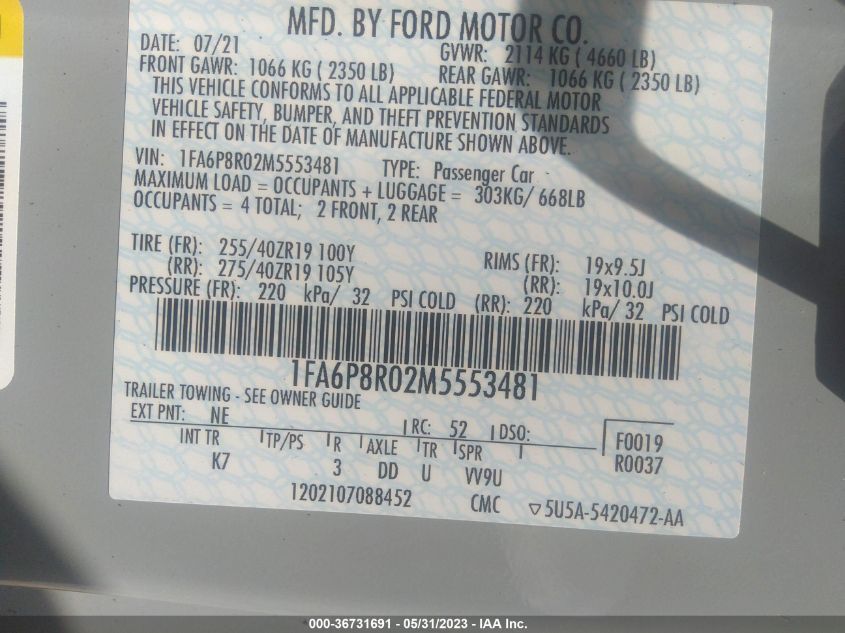 MFD. BY FORD MOTOR CO.
DATE: 07/21 GVWR: 2114 KG ( 4660 LB)
FRONT GAWR: 1066 KG ( 2350 LB) REAR GAWR: 1066 KG ( 2350 LB)
THIS VEHICLE CONFORMS TO ALL APPLICABLE FEDERAL MOTOR
VEHICLE SAFETY, BUMPER, AND THEFT PREVENTION STANDARDS
IN EFFECT ON THE DATE OF MANUFACTURE SHOWN ABOVE.
VIN: 1FA6P8R02M5553481 TYPE: Passenger Car
MAXIMUM LOAD = OCCUPANTS + LUGGAGE = 303KG/ 668LB
OCCUPANTS = 4 TOTAL; 2 FRONT, 2 REAR
TIRE (FR): 255/40ZR19 100Y RIMS (FR): 19x9.5J
(RR): 275/40ZR19 105Y (RR): 19x10.0J
PRESSURE (FR): 220 kPa/ 32 PSI COLD (RR): 220 kPa/ 32 PSI COLD
1FA6P8R02M5553481
TRAILER TOWING - SEE OWNER GUIDE
EXT PNT: NE RC: 52 DSO: F0019
INT TR TP/PS R AXLE TR SPR R0037
K7 3 DD U VV9U
1202107088452 CMC ▽5U5A-5420472-AA
000-36731691 - 05/31/2023 - IAA Inc.